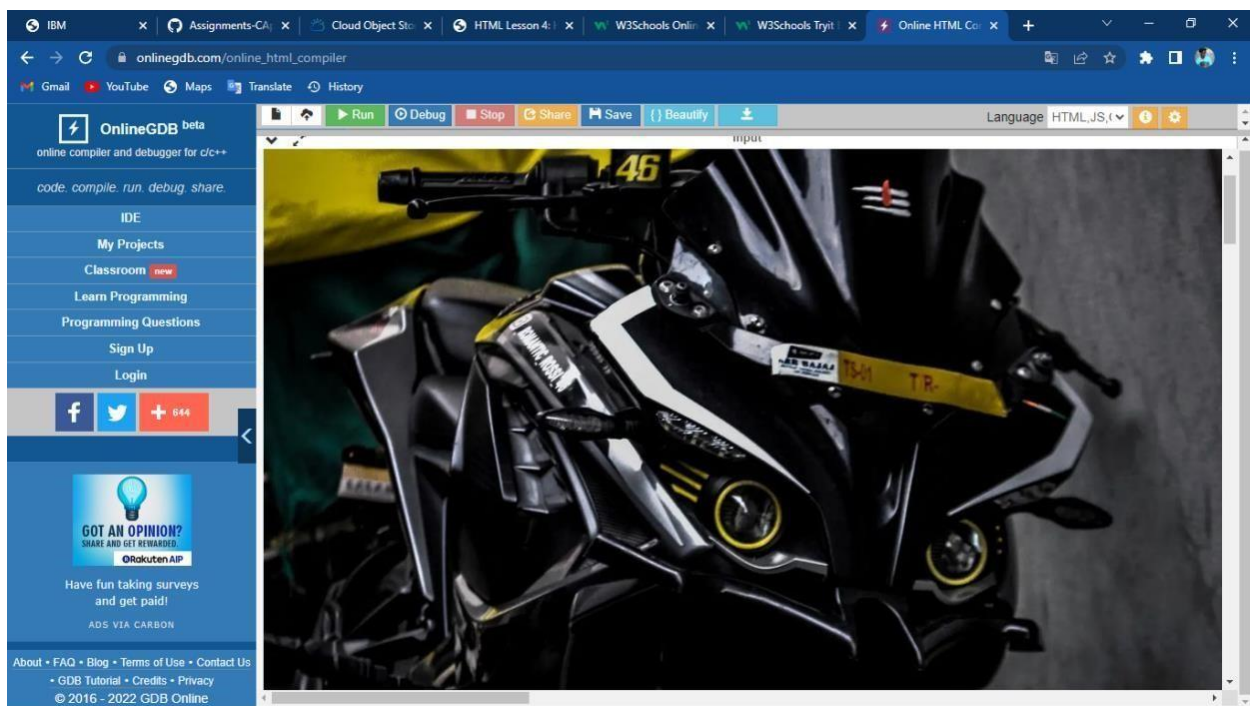 IBM
Assignments-CA
Cloud Object Sto
HTML Lesson 4:
W3Schools Onlin
W3Schools Tryit
Online HTML Co
onlinegdb.com/online_html_compiler
Gmail YouTube Maps Translate History
OnlineGDB beta
online compiler and debugger for c/c++
code. compile. run. debug. share.
IDE
My Projects
Classroom new
Learn Programming
Programming Questions
Sign Up
Login
644
GOT AN OPINION?
SHARE AND GET REWARDED.
Rakuten AIP
Have fun taking surveys
and get paid!
ADS VIA CARBON
About • FAQ • Blog • Terms of Use • Contact Us
• GDB Tutorial • Credits • Privacy
© 2016 - 2022 GDB Online
Run Debug Stop Share Save { } Beautify
Language HTML,JS,
input
46
ROMANTIC ROSSI
TS-01 TR-